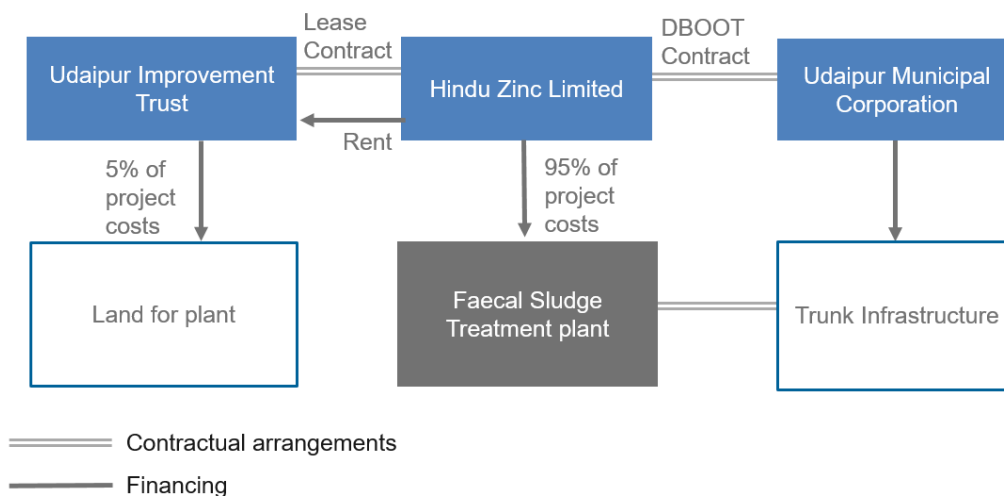 Lease
Contract
DBOOT
Contract
Udaipur Improvement
Trust
Hindu Zinc Limited
Udaipur Municipal
Corporation
Rent
5% of
project
costs
95% of
project
costs
Land for plant
Faecal Sludge
Treatment plant
Trunk Infrastructure
Contractual arrangements
Financing